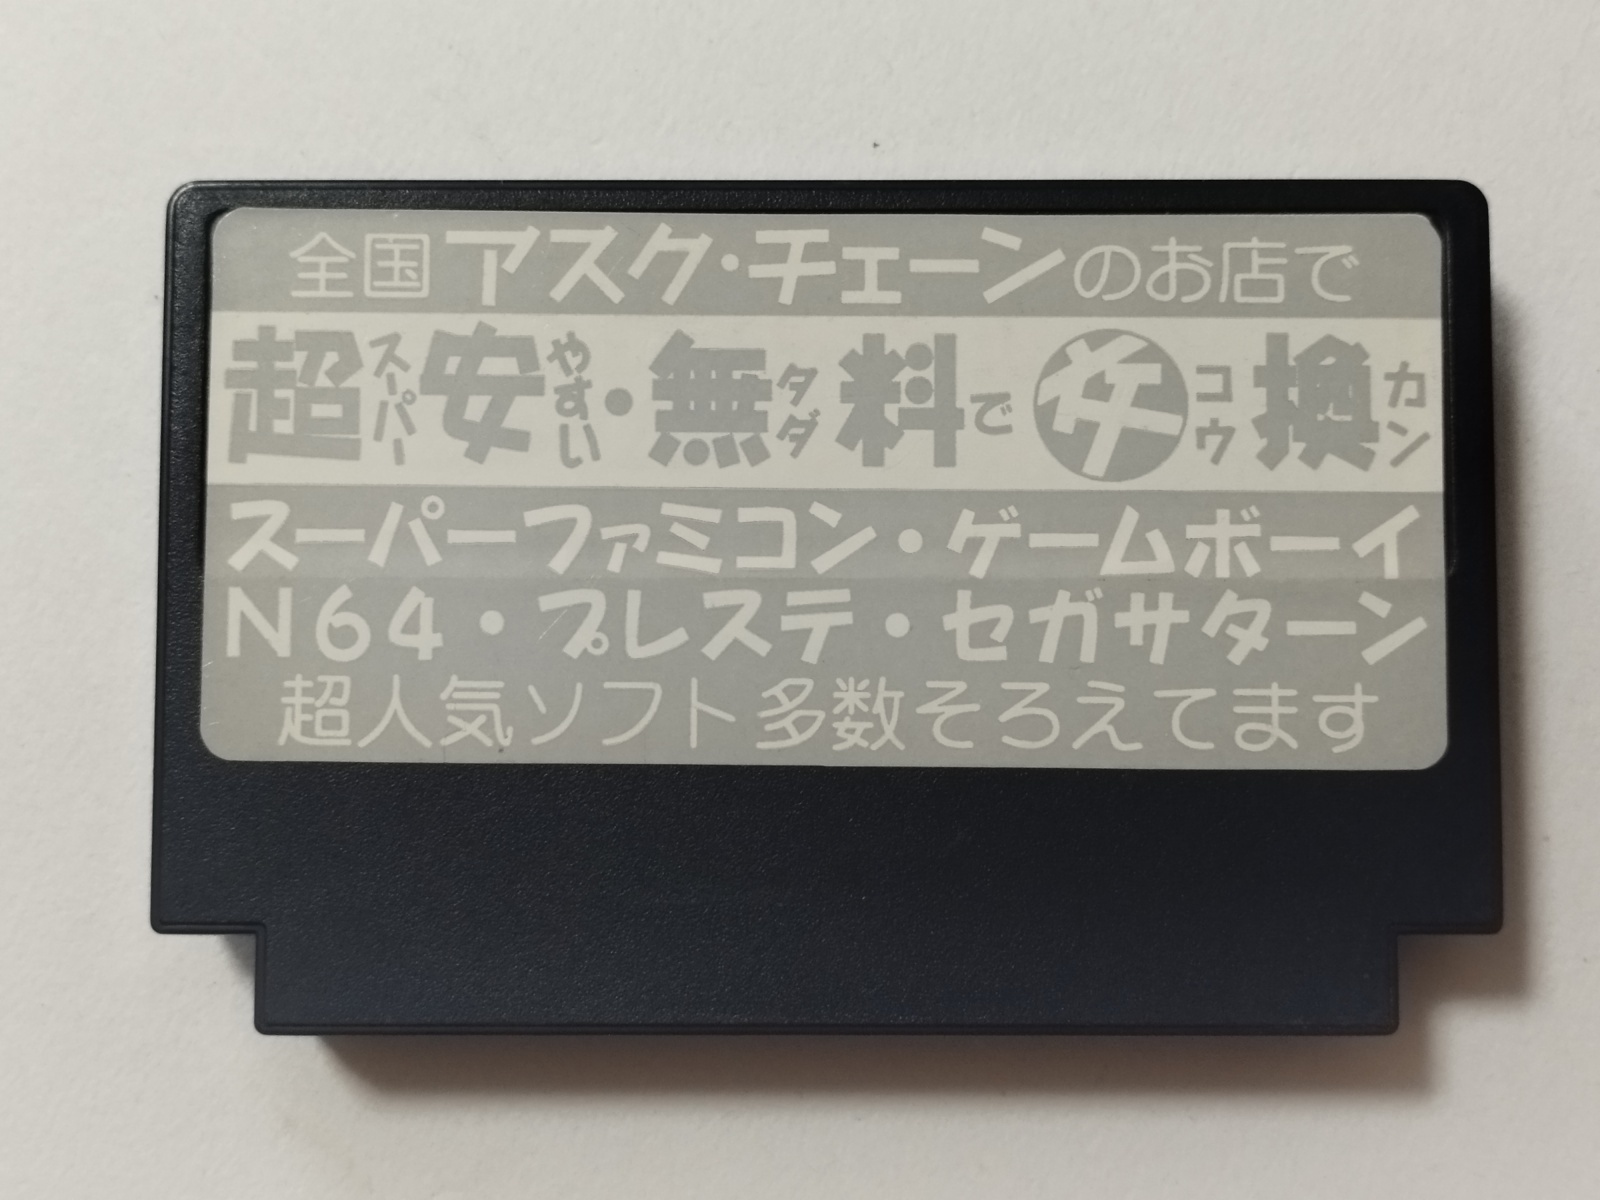 全国アスク・チェーンのお店で
超スーパー安やすい・無タダ料で交コウ換カン
スーパーファミコン・ゲームボーイ
N64・プレステ・セガサターン
超人気ソフト多数そろえてます